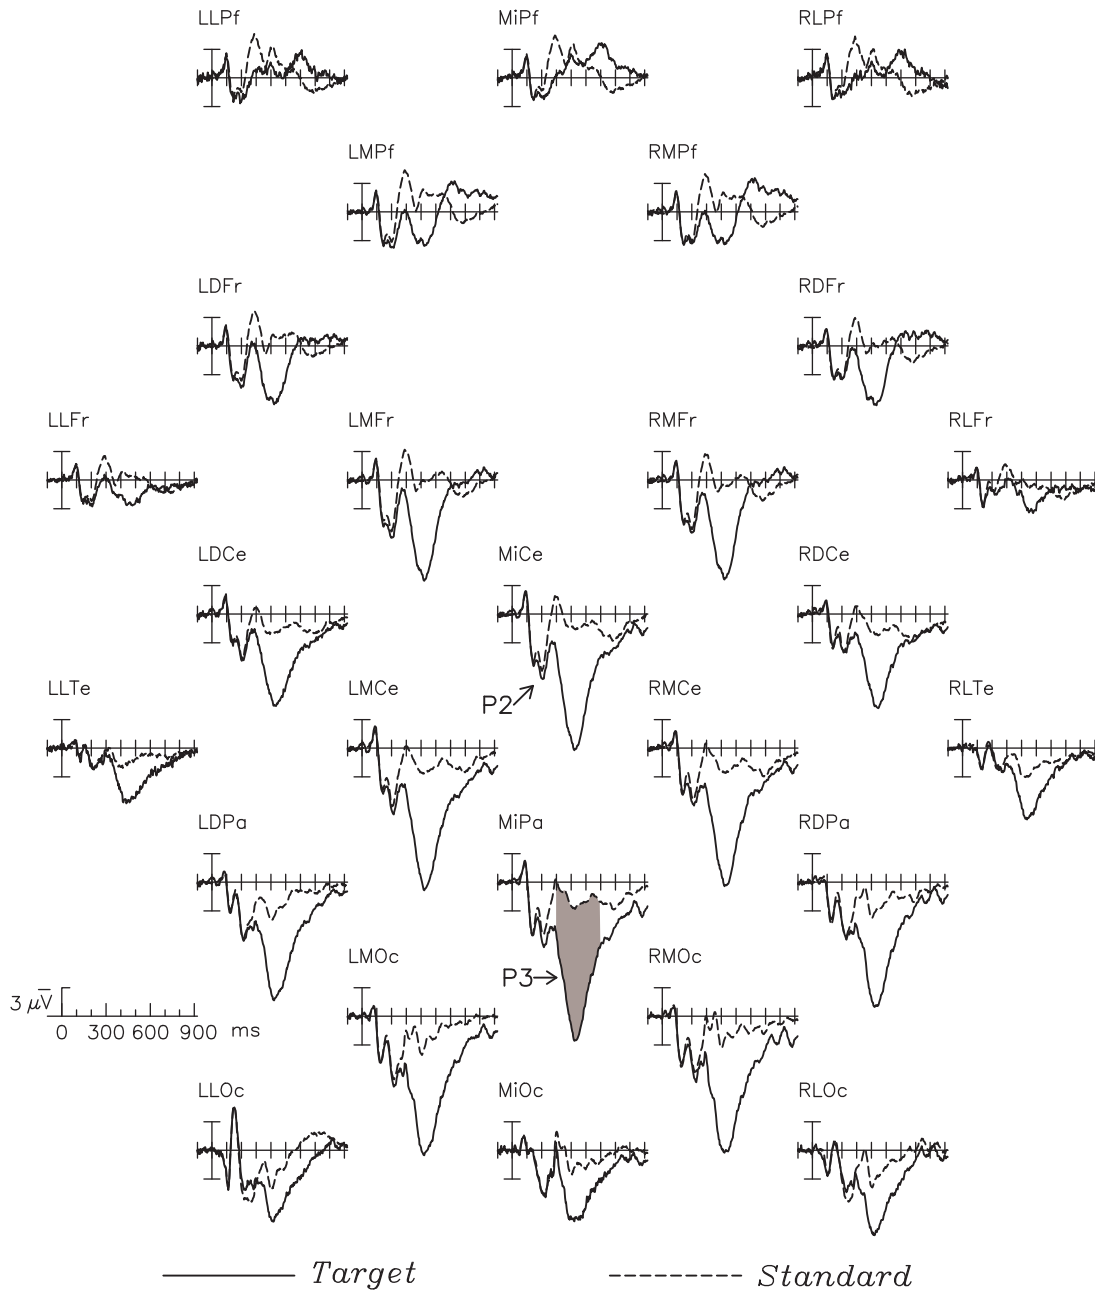 LLPf MiPf RLPf
LMPf RMPf
LDFr RDFr
LLFr LMFr RMFr RLFr
LDCe MiCe RDCe
LLTe P2 LMCe RMCe RLTe
LDPa MiPa RDPa
LMOc P3 RMOc
3 μV
0 300 600 900 ms
LLOc MiOc RLOc
Target Standard